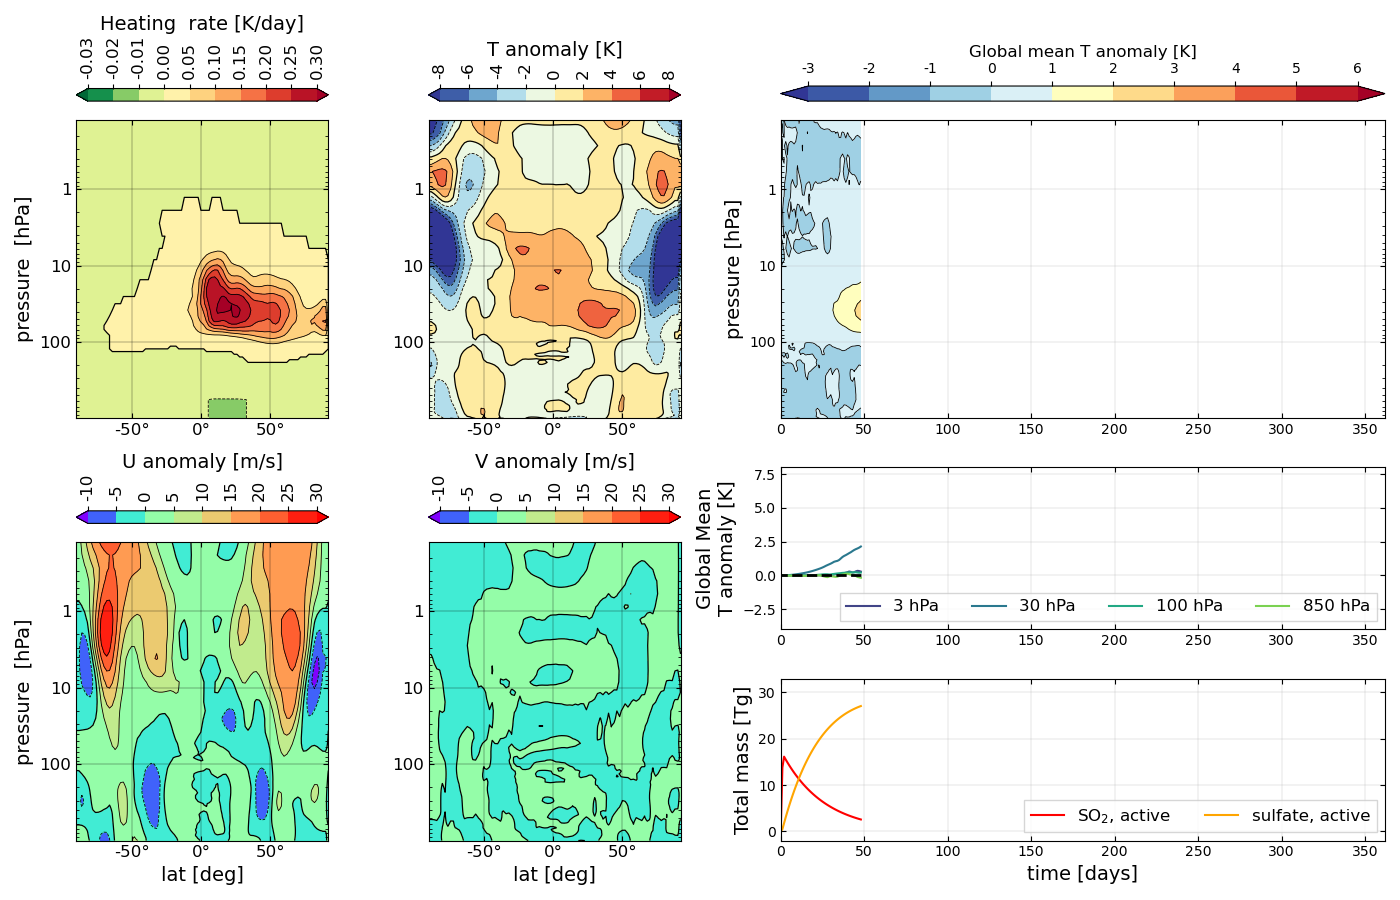 Heating  rate [K/day]
-0.03 -0.02 -0.01 0.00 0.05 0.10 0.15 0.20 0.25 0.30
T anomaly [K]
-8 -6 -4 -2 0 2 4 6 8
Global mean T anomaly [K]
-3 -2 -1 0 1 2 3 4 5 6
pressure  [hPa]
1
10
100
-50° 0° 50°
-50° 0° 50°
pressure  [hPa]
1
10
100
0 50 100 150 200 250 300 350
U anomaly [m/s]
-10 -5 0 5 10 15 20 25 30
V anomaly [m/s]
-10 -5 0 5 10 15 20 25 30
Global Mean
T anomaly [K]
7.5
5.0
2.5
0.0
−2.5
3 hPa 30 hPa 100 hPa 850 hPa
0 50 100 150 200 250 300 350
pressure  [hPa]
1
10
100
-50° 0° 50°
lat [deg]
1
10
100
-50° 0° 50°
lat [deg]
Total mass [Tg]
30
20
10
0
SO₂, active sulfate, active
0 50 100 150 200 250 300 350
time [days]